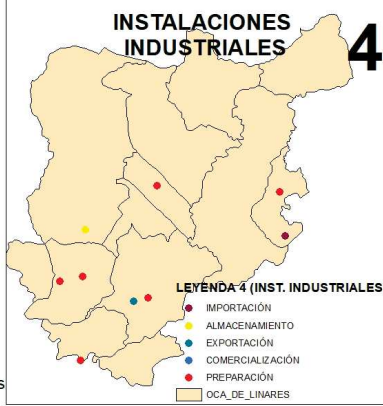 INSTALACIONES
INDUSTRIALES
4
LEYENDA 4 (INST. INDUSTRIALES
IMPORTACIÓN
ALMACENAMIENTO
EXPORTACIÓN
COMERCIALIZACIÓN
PREPARACIÓN
OCA_DE_LINARES
S